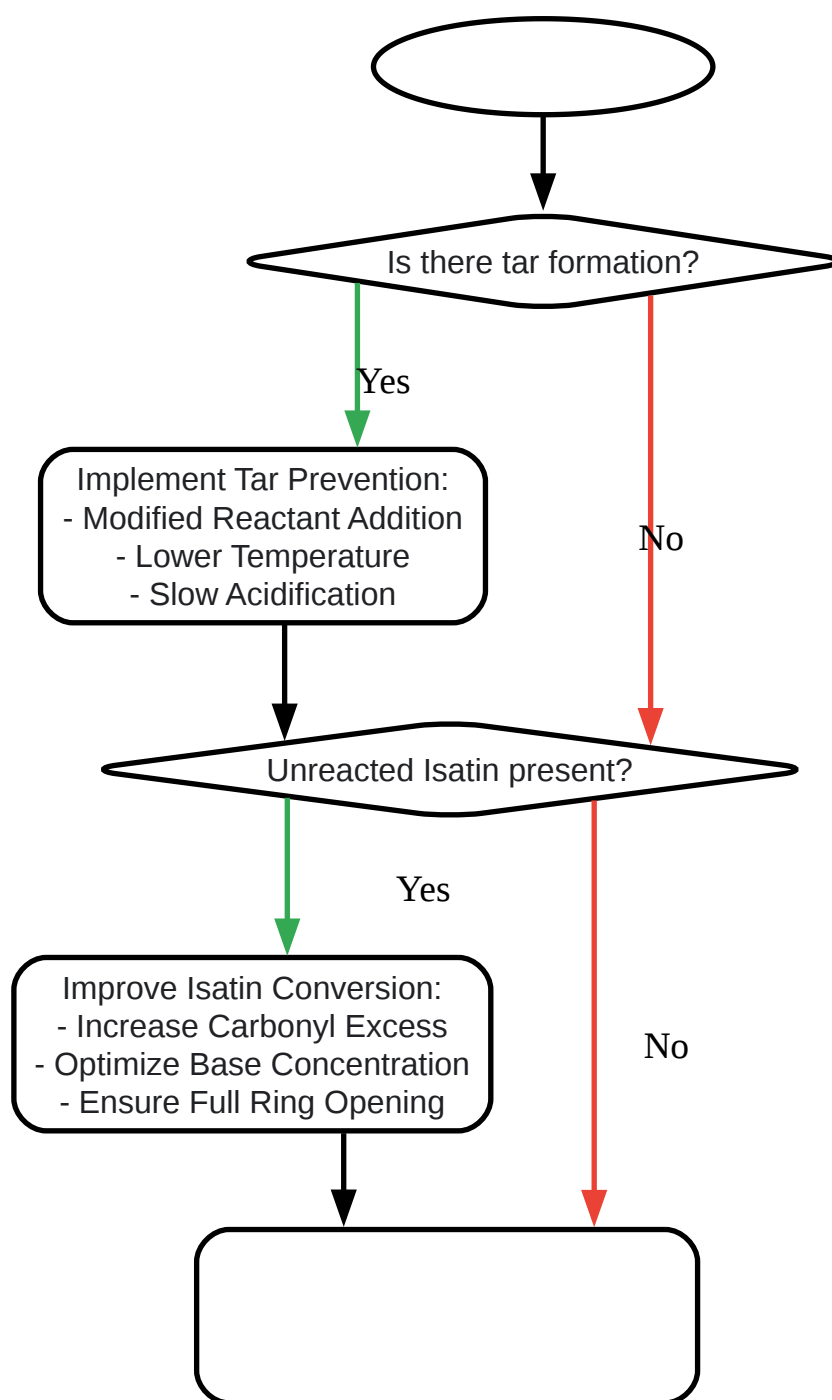 Is there tar formation?
Yes
Implement Tar Prevention:
- Modified Reactant Addition
- Lower Temperature
- Slow Acidification
No
Unreacted Isatin present?
Yes
Improve Isatin Conversion:
- Increase Carbonyl Excess
- Optimize Base Concentration
- Ensure Full Ring Opening
No